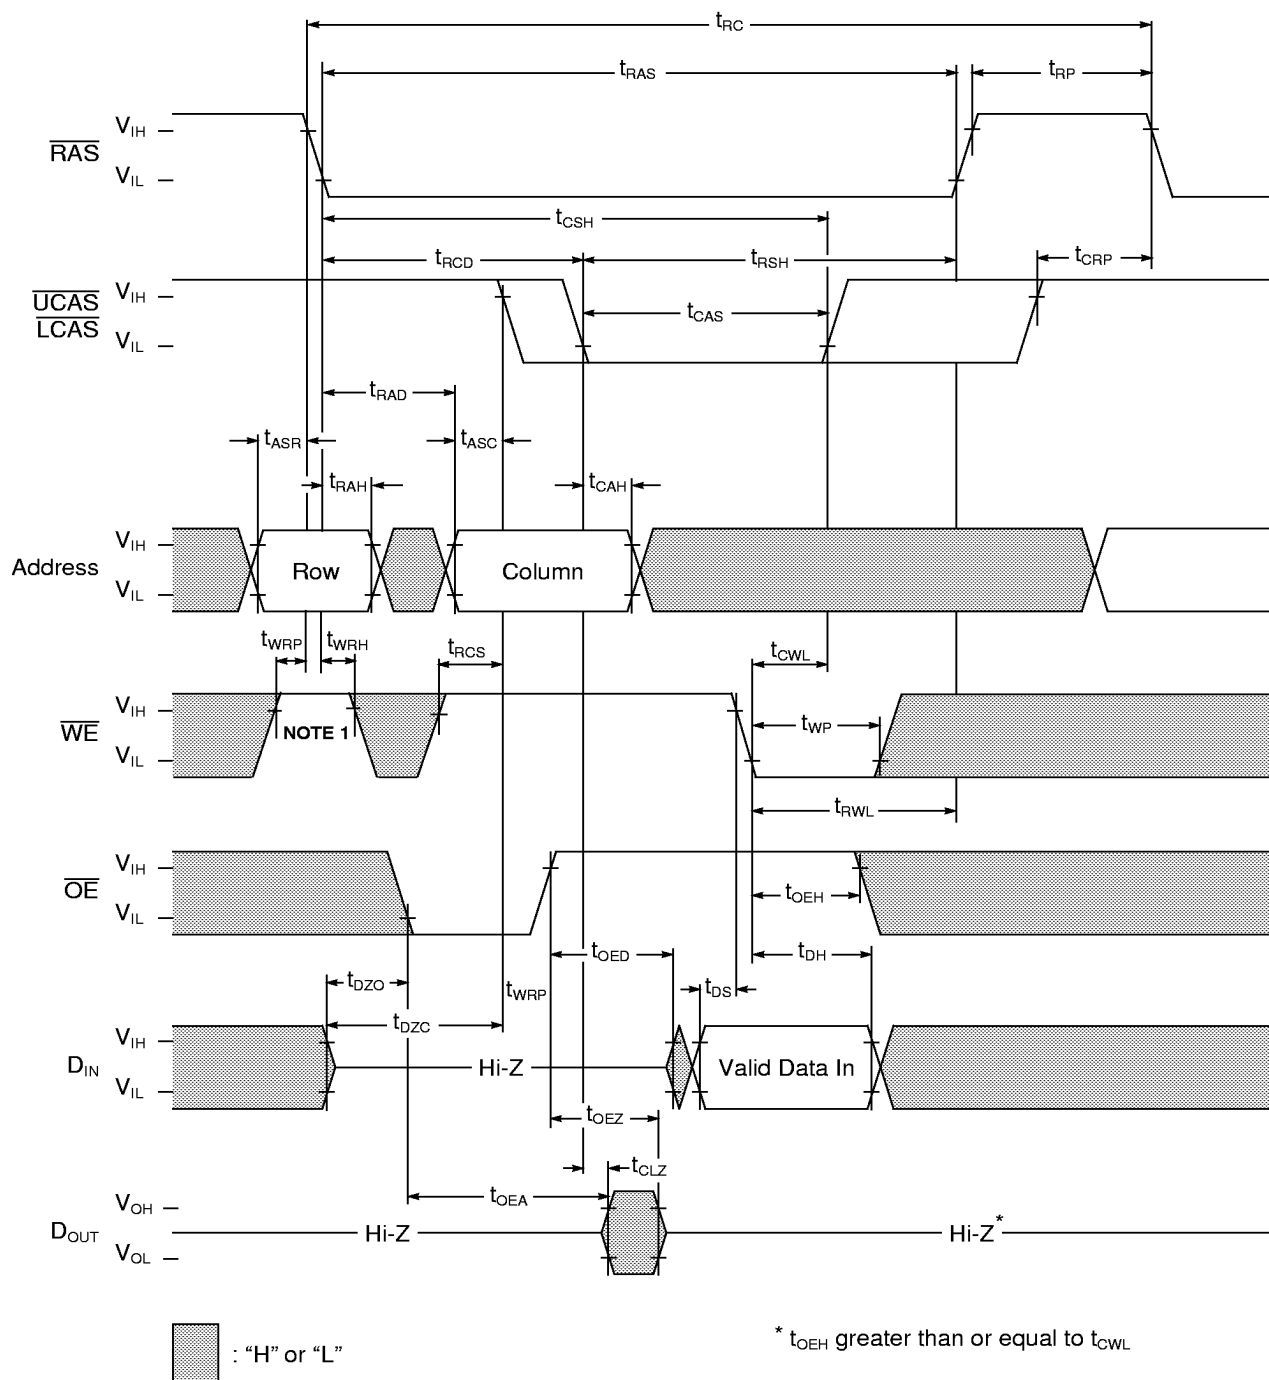 tRC
tRAS
tRP
RAS
VIH
VIL
tCSH
tRCD
tRSH
tCRP
UCAS
LCAS
VIH
VIL
tCAS
tRAD
tASR
tASC
tRAH
tCAH
Address
VIH
VIL
Row
Column
tWRP
tWRH
tRCS
tCWL
WE
VIH
VIL
NOTE 1
tWP
tRWL
OE
VIH
VIL
tOEH
tOED
tDH
tDZO
tWRP
tDS
tDZC
DIN
VIH
VIL
Hi-Z
Valid Data In
tOEZ
tCLZ
tOEA
DOUT
VOH
VOL
Hi-Z
Hi-Z*
: “H” or “L”
* tOEH greater than or equal to tCWL